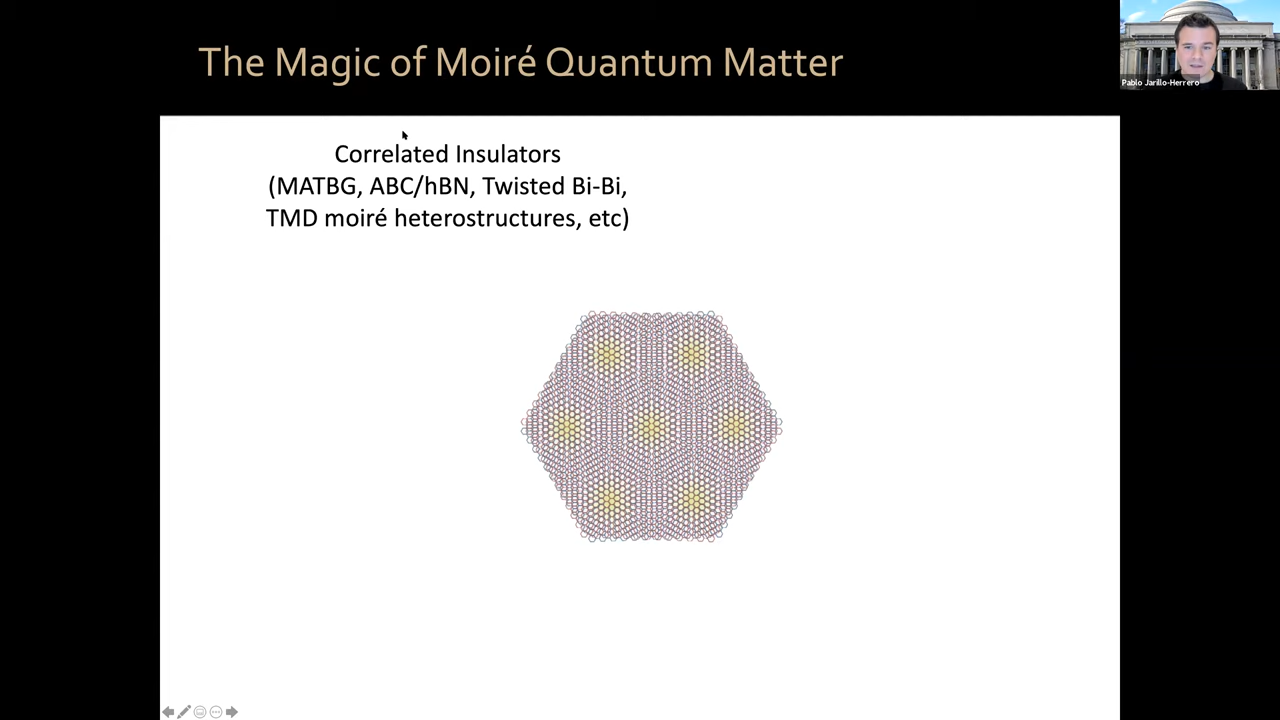 The Magic of Moiré Quantum Matter
Pablo Jarillo-Herrero
Correlated Insulators
(MATBG, ABC/hBN, Twisted Bi-Bi,
TMD moiré heterostructures, etc)